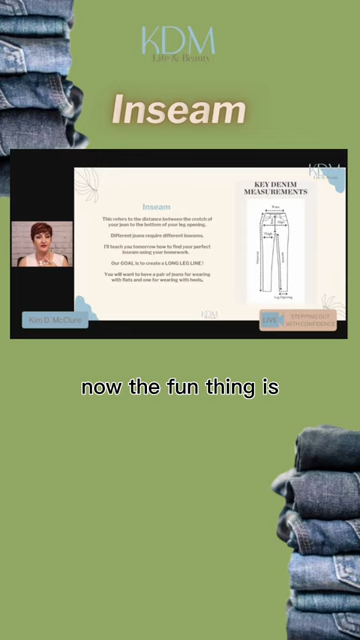 KDM
Life & Beauty
Inseam
KDM
KEY DENIM
MEASUREMENTS
Inseam
This refers to the distance between the crotch of
your jean to the bottom of your leg opening.
Different jeans require different inseams.
I'll teach you tomorrow how to find your perfect
inseam using your homework.
Our GOAL is to create a LONG LEG LINE!
You will want to have a pair of jeans for wearing
with flats and one for wearing with heels.
Leg Opening
KDM
Kim D. McClure
LIVE
STEPPING OUT
WITH CONFIDENCE
now the fun thing is